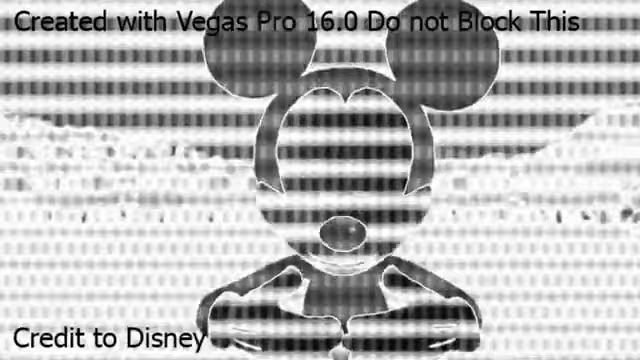 Created with Vegas Pro 16.0 Do not Block This
Credit to Disney